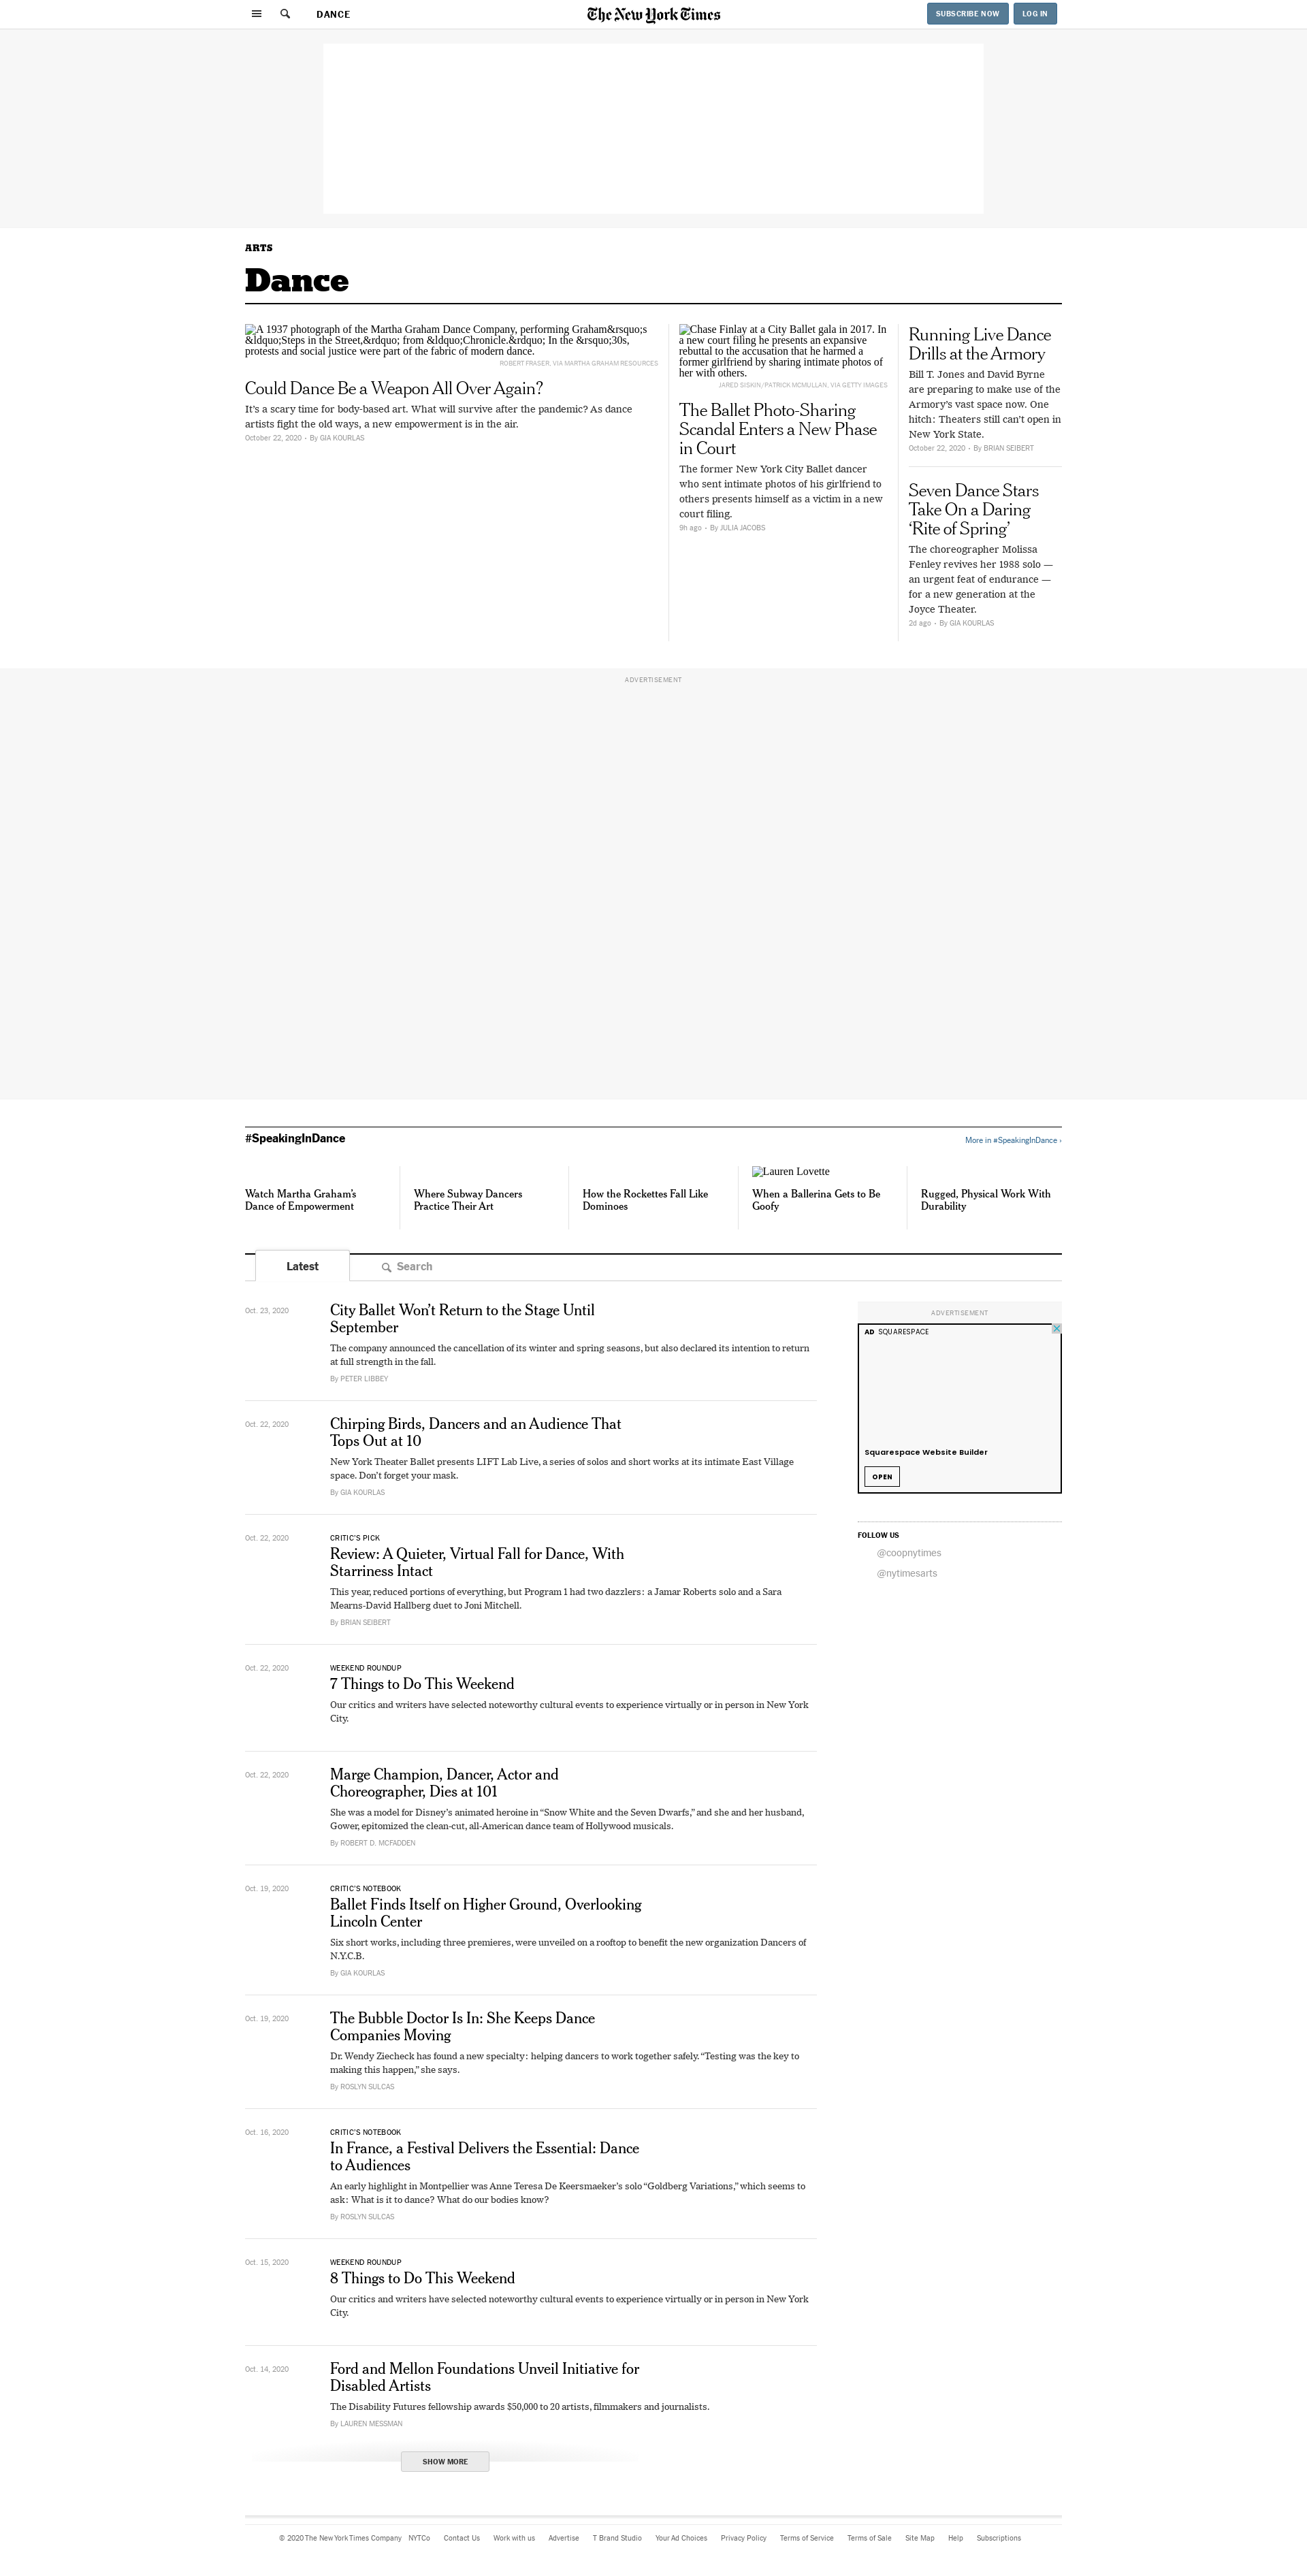 DANCE
The New York Times
SUBSCRIBE NOW
LOG IN
ARTS
Dance
A 1937 photograph of the Martha Graham Dance Company, performing Graham&rsquo;s
&ldquo;Steps in the Street,&rdquo; from &ldquo;Chronicle.&rdquo; In the &rsquo;30s,
protests and social justice were part of the fabric of modern dance.
ROBERT FRASER, VIA MARTHA GRAHAM RESOURCES
Could Dance Be a Weapon All Over Again?
It’s a scary time for body-based art. What will survive after the pandemic? As dance
artists fight the old ways, a new empowerment is in the air.
October 22, 2020 • By GIA KOURLAS
Chase Finlay at a City Ballet gala in 2017. In
a new court filing he presents an expansive
rebuttal to the accusation that he harmed a
former girlfriend by sharing intimate photos of
her with others.
JARED SISKIN/PATRICK MCMULLAN, VIA GETTY IMAGES
The Ballet Photo-Sharing
Scandal Enters a New Phase
in Court
The former New York City Ballet dancer
who sent intimate photos of his girlfriend to
others presents himself as a victim in a new
court filing.
9h ago • By JULIA JACOBS
Running Live Dance
Drills at the Armory
Bill T. Jones and David Byrne
are preparing to make use of the
Armory’s vast space now. One
hitch: Theaters still can’t open in
New York State.
October 22, 2020 • By BRIAN SEIBERT
Seven Dance Stars
Take On a Daring
‘Rite of Spring’
The choreographer Molissa
Fenley revives her 1988 solo —
an urgent feat of endurance —
for a new generation at the
Joyce Theater.
2d ago • By GIA KOURLAS
ADVERTISEMENT
#SpeakingInDance
More in #SpeakingInDance ›
Watch Martha Graham’s
Dance of Empowerment
Where Subway Dancers
Practice Their Art
How the Rockettes Fall Like
Dominoes
Lauren Lovette
When a Ballerina Gets to Be
Goofy
Rugged, Physical Work With
Durability
Latest
Search
Oct. 23, 2020
City Ballet Won’t Return to the Stage Until
September
The company announced the cancellation of its winter and spring seasons, but also declared its intention to return
at full strength in the fall.
By PETER LIBBEY
Oct. 22, 2020
Chirping Birds, Dancers and an Audience That
Tops Out at 10
New York Theater Ballet presents LIFT Lab Live, a series of solos and short works at its intimate East Village
space. Don’t forget your mask.
By GIA KOURLAS
Oct. 22, 2020
CRITIC’S PICK
Review: A Quieter, Virtual Fall for Dance, With
Starriness Intact
This year, reduced portions of everything, but Program 1 had two dazzlers: a Jamar Roberts solo and a Sara
Mearns-David Hallberg duet to Joni Mitchell.
By BRIAN SEIBERT
Oct. 22, 2020
WEEKEND ROUNDUP
7 Things to Do This Weekend
Our critics and writers have selected noteworthy cultural events to experience virtually or in person in New York
City.
Oct. 22, 2020
Marge Champion, Dancer, Actor and
Choreographer, Dies at 101
She was a model for Disney’s animated heroine in “Snow White and the Seven Dwarfs,” and she and her husband,
Gower, epitomized the clean-cut, all-American dance team of Hollywood musicals.
By ROBERT D. MCFADDEN
Oct. 19, 2020
CRITIC’S NOTEBOOK
Ballet Finds Itself on Higher Ground, Overlooking
Lincoln Center
Six short works, including three premieres, were unveiled on a rooftop to benefit the new organization Dancers of
N.Y.C.B.
By GIA KOURLAS
Oct. 19, 2020
The Bubble Doctor Is In: She Keeps Dance
Companies Moving
Dr. Wendy Ziecheck has found a new specialty: helping dancers to work together safely. “Testing was the key to
making this happen,” she says.
By ROSLYN SULCAS
Oct. 16, 2020
CRITIC’S NOTEBOOK
In France, a Festival Delivers the Essential: Dance
to Audiences
An early highlight in Montpellier was Anne Teresa De Keersmaeker’s solo “Goldberg Variations,” which seems to
ask: What is it to dance? What do our bodies know?
By ROSLYN SULCAS
Oct. 15, 2020
WEEKEND ROUNDUP
8 Things to Do This Weekend
Our critics and writers have selected noteworthy cultural events to experience virtually or in person in New York
City.
Oct. 14, 2020
Ford and Mellon Foundations Unveil Initiative for
Disabled Artists
The Disability Futures fellowship awards $50,000 to 20 artists, filmmakers and journalists.
By LAUREN MESSMAN
SHOW MORE
ADVERTISEMENT
AD SQUARESPACE
Squarespace Website Builder
OPEN
FOLLOW US
@coopnytimes
@nytimesarts
© 2020 The New York Times Company NYTCo Contact Us Work with us Advertise T Brand Studio Your Ad Choices Privacy Policy Terms of Service Terms of Sale Site Map Help Subscriptions